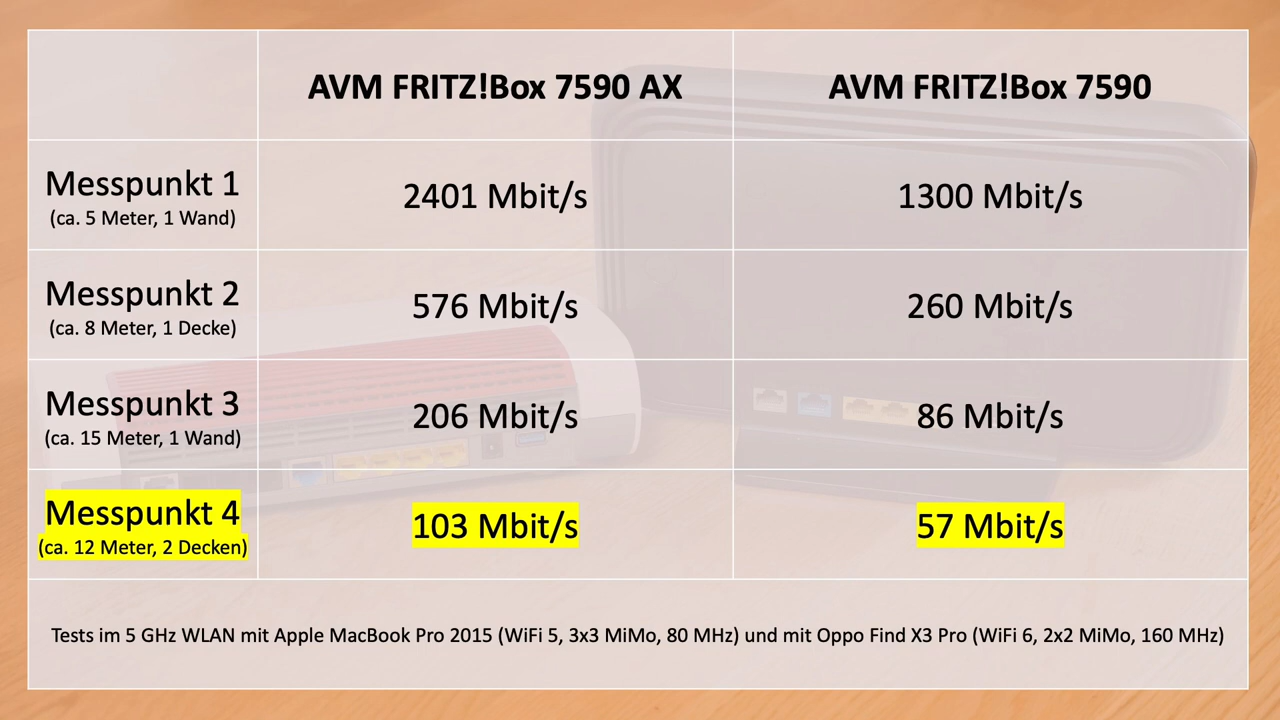 AVM FRITZ!Box 7590 AX
AVM FRITZ!Box 7590
Messpunkt 1
(ca. 5 Meter, 1 Wand)
2401 Mbit/s
1300 Mbit/s
Messpunkt 2
(ca. 8 Meter, 1 Decke)
576 Mbit/s
260 Mbit/s
Messpunkt 3
(ca. 15 Meter, 1 Wand)
206 Mbit/s
86 Mbit/s
Messpunkt 4
(ca. 12 Meter, 2 Decken)
103 Mbit/s
57 Mbit/s
Tests im 5 GHz WLAN mit Apple MacBook Pro 2015 (WiFi 5, 3x3 MiMo, 80 MHz) und mit Oppo Find X3 Pro (WiFi 6, 2x2 MiMo, 160 MHz)